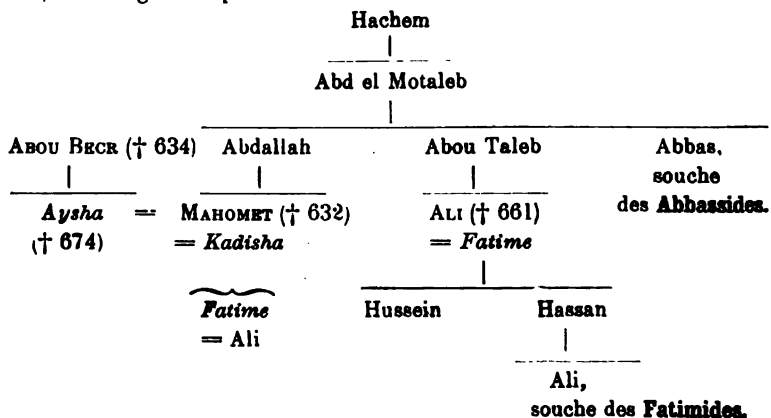 Hachem
Abd el Motaleb
ABOU BECR († 634) Abdallah Abou Taleb Abbas,
souche
Aysha = MAHOMET († 632) ALI († 661) des Abbassides.
(† 674) = Kadisha = Fatime
Fatime Hussein Hassan
= Ali
Ali,
souche des Fatimides.